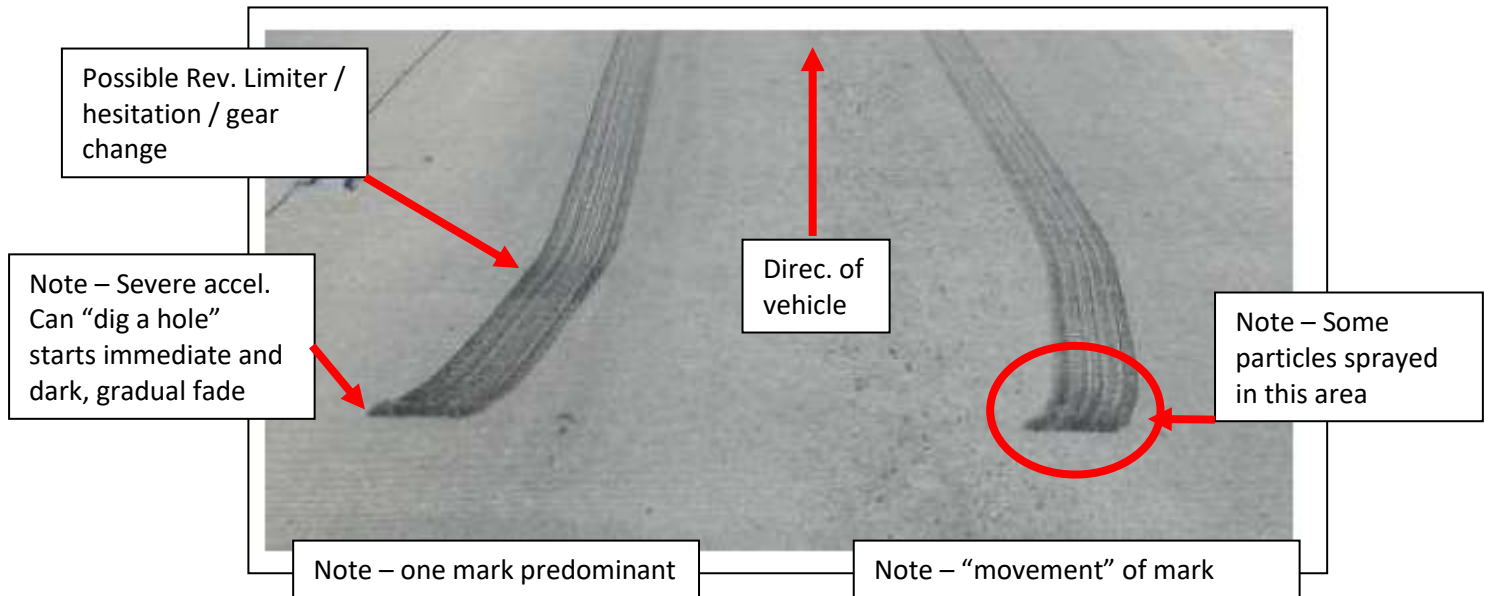 Possible Rev. Limiter /
hesitation / gear
change
Note – Severe accel.
Can “dig a hole”
starts immediate and
dark, gradual fade
Direc. of
vehicle
Note – Some
particles sprayed
in this area
Note – one mark predominant
Note – “movement” of mark